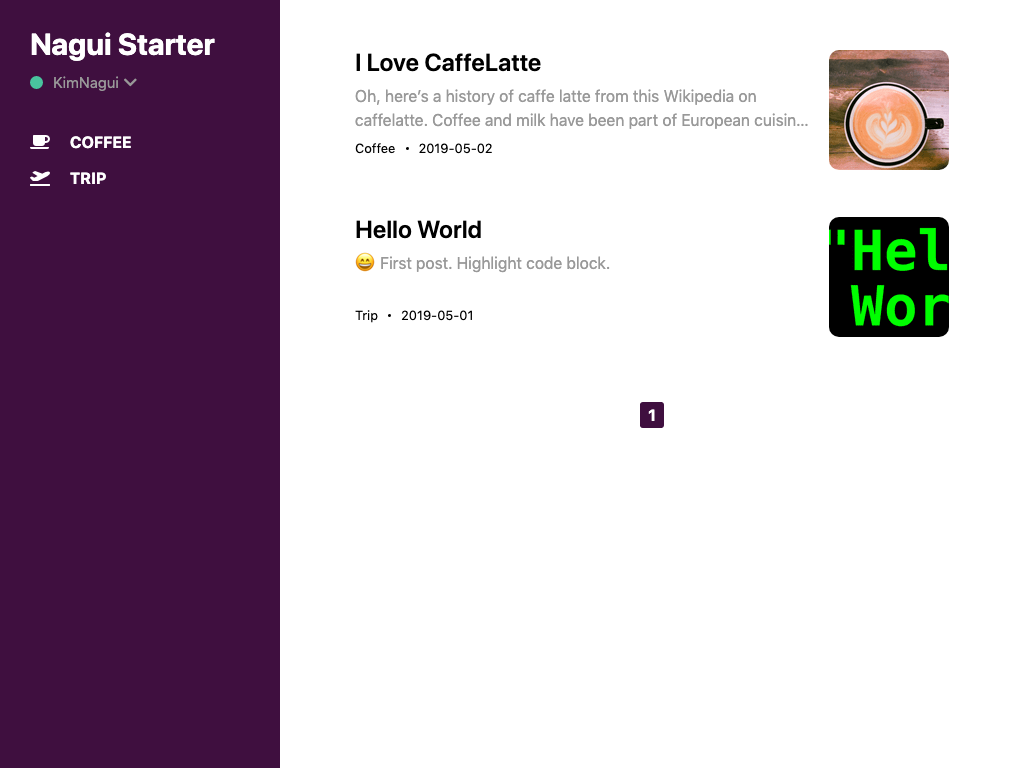 Nagui Starter
KimNagui
COFFEE
TRIP
I Love CaffeLatte
Oh, here’s a history of caffe latte from this Wikipedia on
caffelatte. Coffee and milk have been part of European cuisin...
Coffee • 2019-05-02
Hello World
😄 First post. Highlight code block.
Trip • 2019-05-01
"Hel
Wor
1